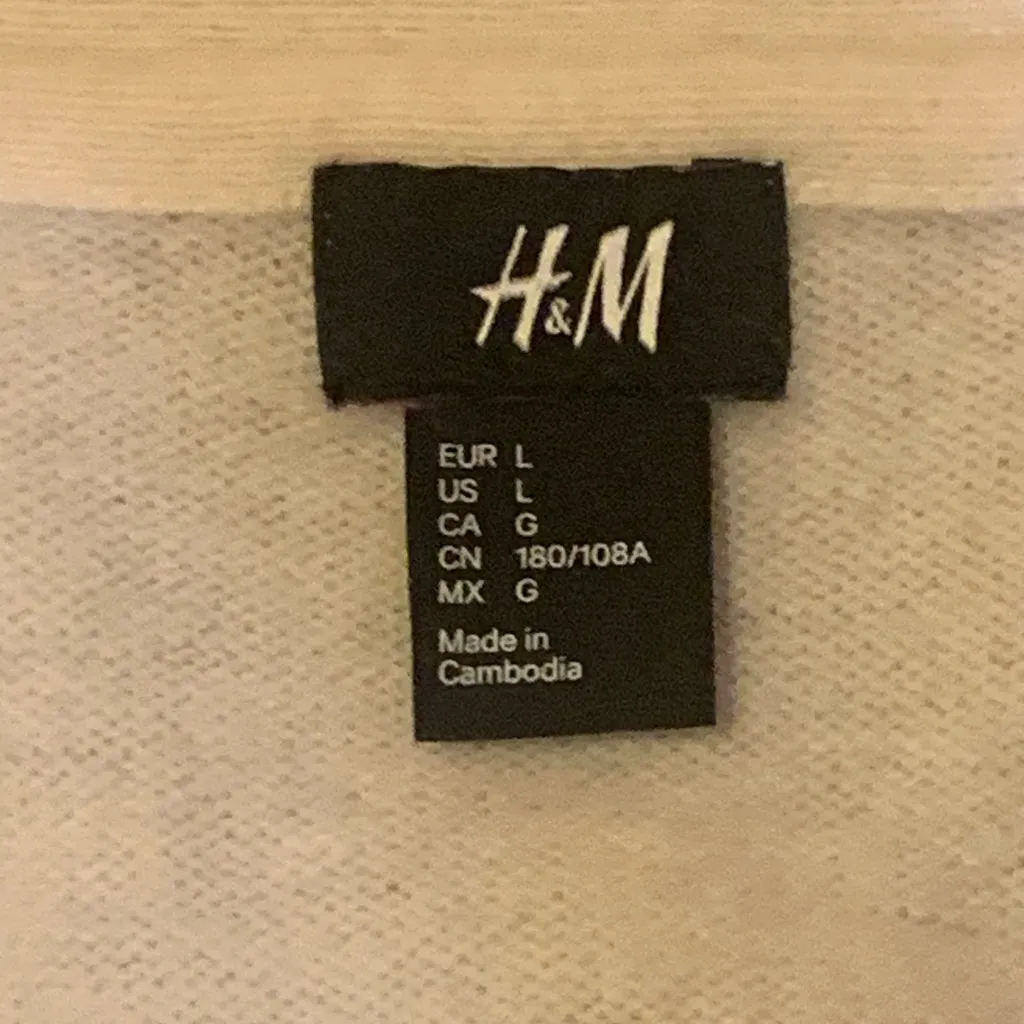 H&M
EUR L
US L
CA G
CN 180/108A
MX G
Made in
Cambodia